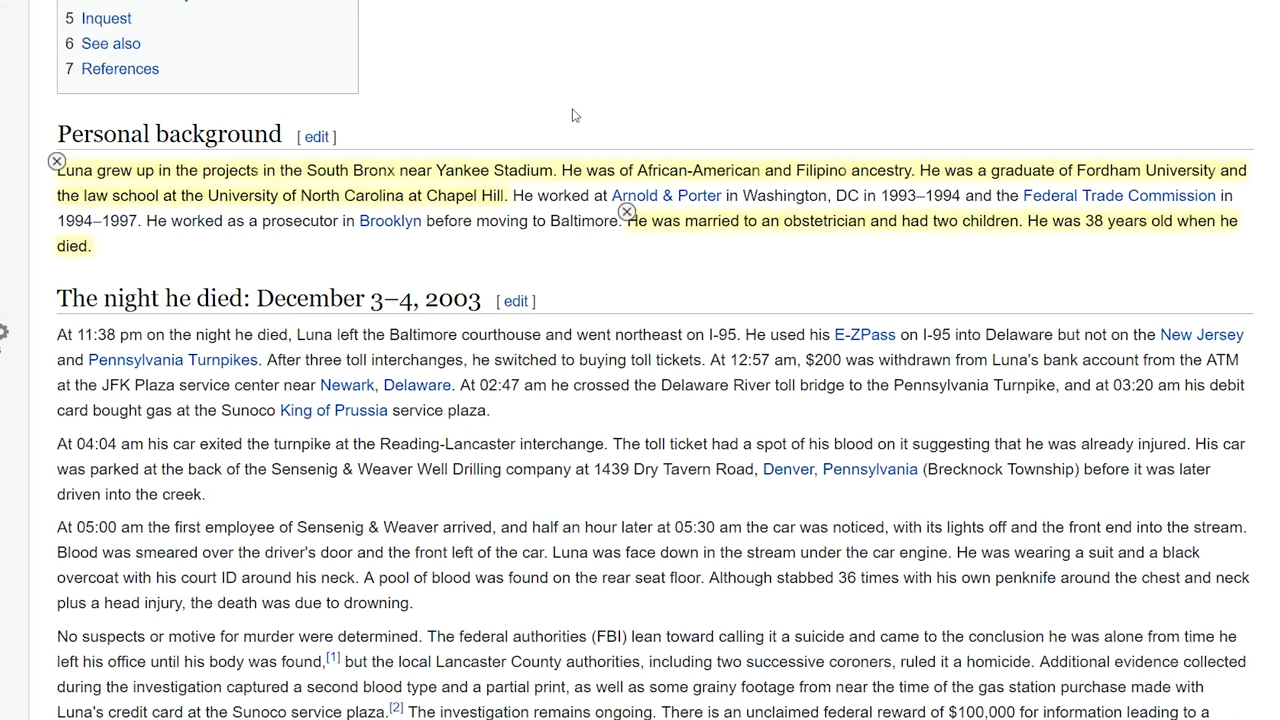 5 Inquest
6 See also
7 References
Personal background [ edit ]
Luna grew up in the projects in the South Bronx near Yankee Stadium. He was of African-American and Filipino ancestry. He was a graduate of Fordham University and
the law school at the University of North Carolina at Chapel Hill. He worked at Arnold & Porter in Washington, DC in 1993–1994 and the Federal Trade Commission in
1994–1997. He worked as a prosecutor in Brooklyn before moving to Baltimore. He was married to an obstetrician and had two children. He was 38 years old when he
died.
The night he died: December 3–4, 2003 [ edit ]
At 11:38 pm on the night he died, Luna left the Baltimore courthouse and went northeast on I-95. He used his E-ZPass on I-95 into Delaware but not on the New Jersey
and Pennsylvania Turnpikes. After three toll interchanges, he switched to buying toll tickets. At 12:57 am, $200 was withdrawn from Luna's bank account from the ATM
at the JFK Plaza service center near Newark, Delaware. At 02:47 am he crossed the Delaware River toll bridge to the Pennsylvania Turnpike, and at 03:20 am his debit
card bought gas at the Sunoco King of Prussia service plaza.
At 04:04 am his car exited the turnpike at the Reading-Lancaster interchange. The toll ticket had a spot of his blood on it suggesting that he was already injured. His car
was parked at the back of the Sensenig & Weaver Well Drilling company at 1439 Dry Tavern Road, Denver, Pennsylvania (Brecknock Township) before it was later
driven into the creek.
At 05:00 am the first employee of Sensenig & Weaver arrived, and half an hour later at 05:30 am the car was noticed, with its lights off and the front end into the stream.
Blood was smeared over the driver's door and the front left of the car. Luna was face down in the stream under the car engine. He was wearing a suit and a black
overcoat with his court ID around his neck. A pool of blood was found on the rear seat floor. Although stabbed 36 times with his own penknife around the chest and neck
plus a head injury, the death was due to drowning.
No suspects or motive for murder were determined. The federal authorities (FBI) lean toward calling it a suicide and came to the conclusion he was alone from time he
left his office until his body was found,[1] but the local Lancaster County authorities, including two successive coroners, ruled it a homicide. Additional evidence collected
during the investigation captured a second blood type and a partial print, as well as some grainy footage from near the time of the gas station purchase made with
Luna's credit card at the Sunoco service plaza.[2] The investigation remains ongoing. There is an unclaimed federal reward of $100,000 for information leading to a